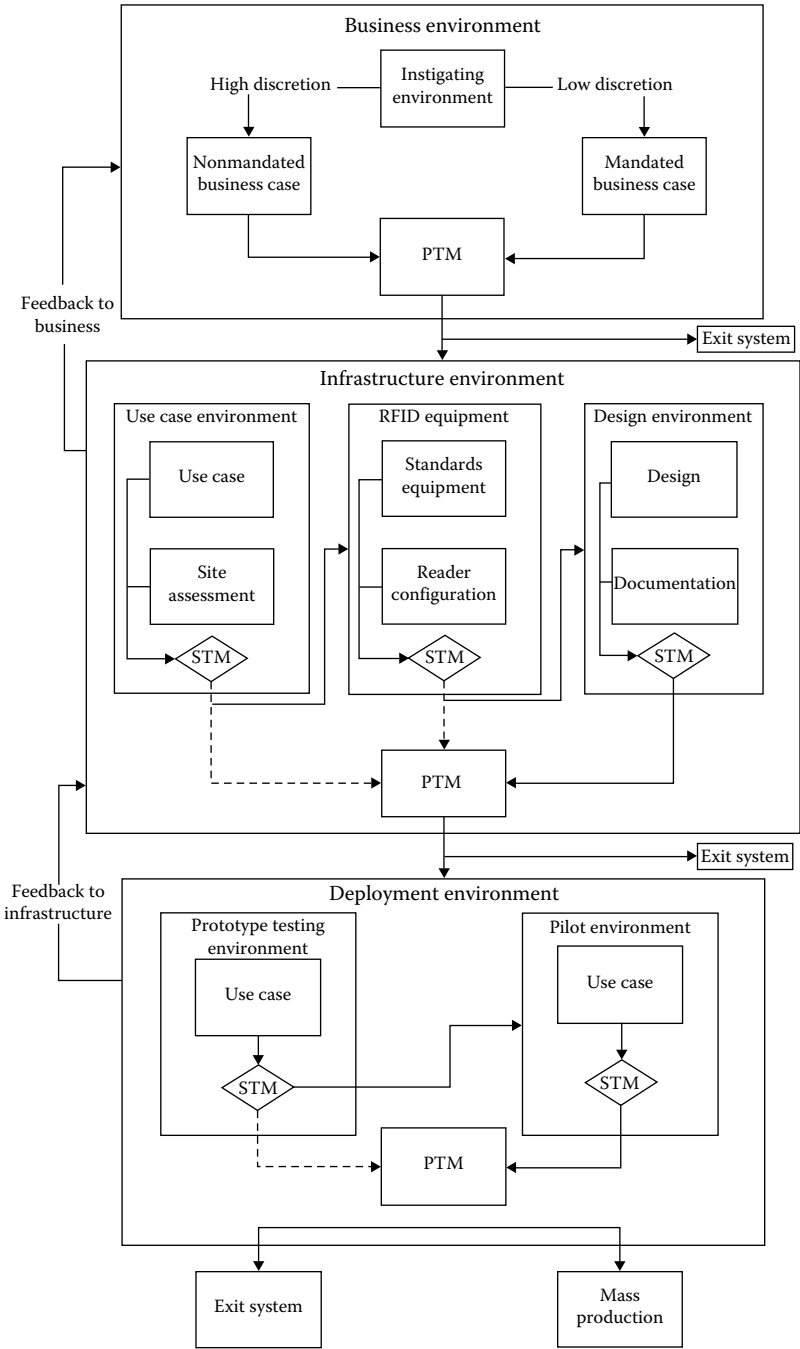 Business environment
High discretion
Instigating
environment
Low discretion
Nonmandated
business case
Mandated
business case
PTM
Feedback to
business
Exit system
Infrastructure environment
Use case environment
RFID equipment
Design environment
Use case
Standards
equipment
Design
Site
assessment
Reader
configuration
Documentation
STM
STM
STM
PTM
Exit system
Feedback to
infrastructure
Deployment environment
Prototype testing
environment
Pilot environment
Use case
Use case
STM
STM
PTM
Exit system
Mass
production